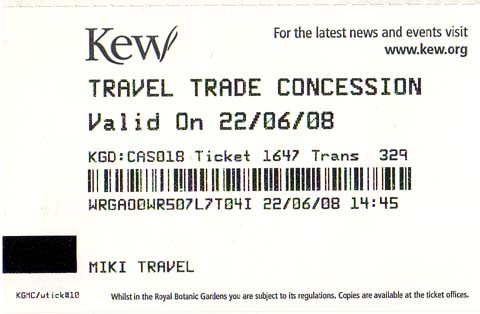 Kew
For the latest news and events visit
www.kew.org
TRAVEL TRADE CONCESSION
Valid On 22/06/08
KGD:CAS018 Ticket 1647 Trans 329
WRGA00WR507L7T04I 22/06/08 14:45
MIKI TRAVEL
KGMC/utick#10
Whilst in the Royal Botanic Gardens you are subject to its regulations. Copies are available at the ticket offices.